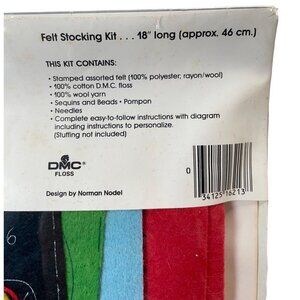 Felt Stocking Kit . . . 18" long (approx. 46 cm.)
THIS KIT CONTAINS:
• Stamped assorted felt (100% polyester; rayon/wool)
• 100% cotton DMC floss
• 100% wool yarn
• Sequins and Beads • Pompon
• Needles
• Complete easy-to-follow instructions with diagram
including instructions to personalize.
(Stuffing not included)
DMC®
FLOSS
Design by Norman Nodel
0
34125 16213
6